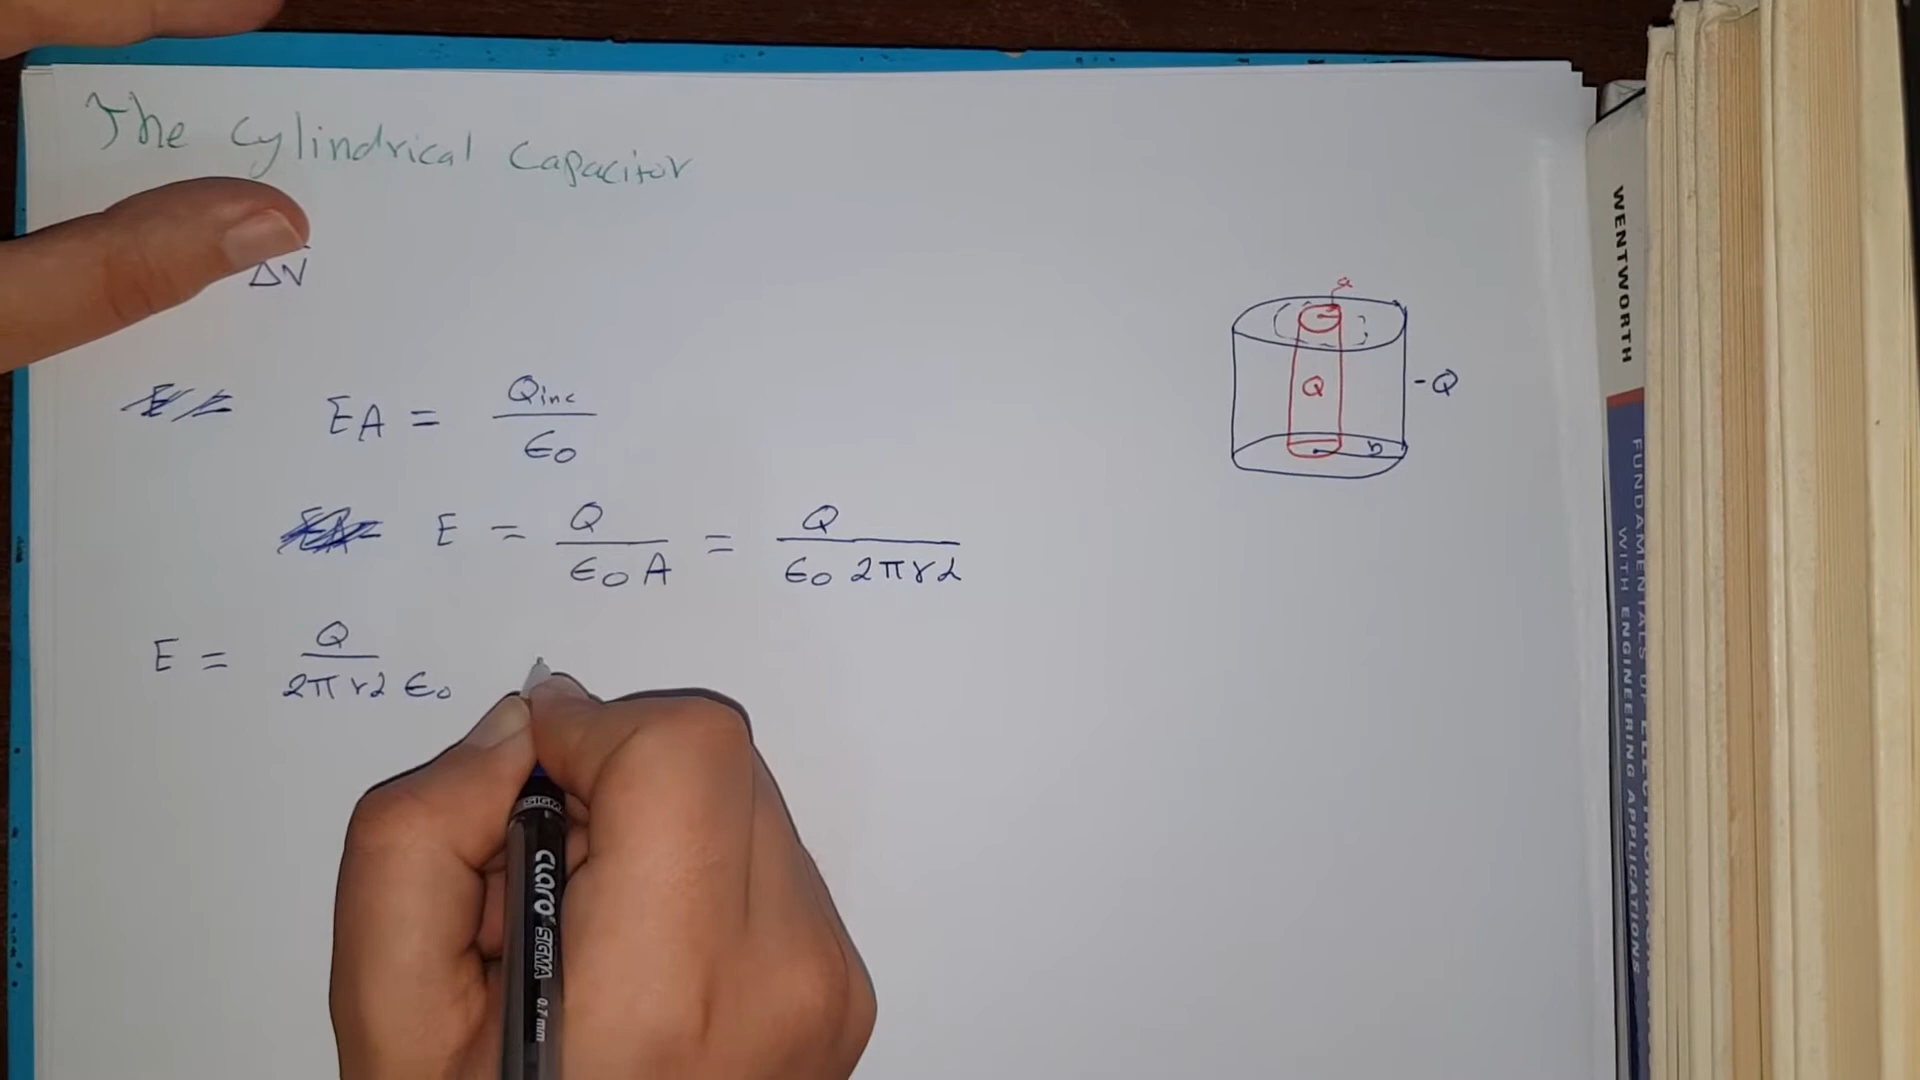 The Cylindrical Capacitor
ΔV
a
EA = Qinc / ϵ0
Q
-Q
b
E = Q / ϵ0 A = Q / ϵ0 2πrL
E = Q / 2πrL ϵ0
SIGMA
CLARO SIGMA 0.7 mm
WENTWORTH
FUNDAMENTALS OF
WITH ENGINEERING APPLICATIONS